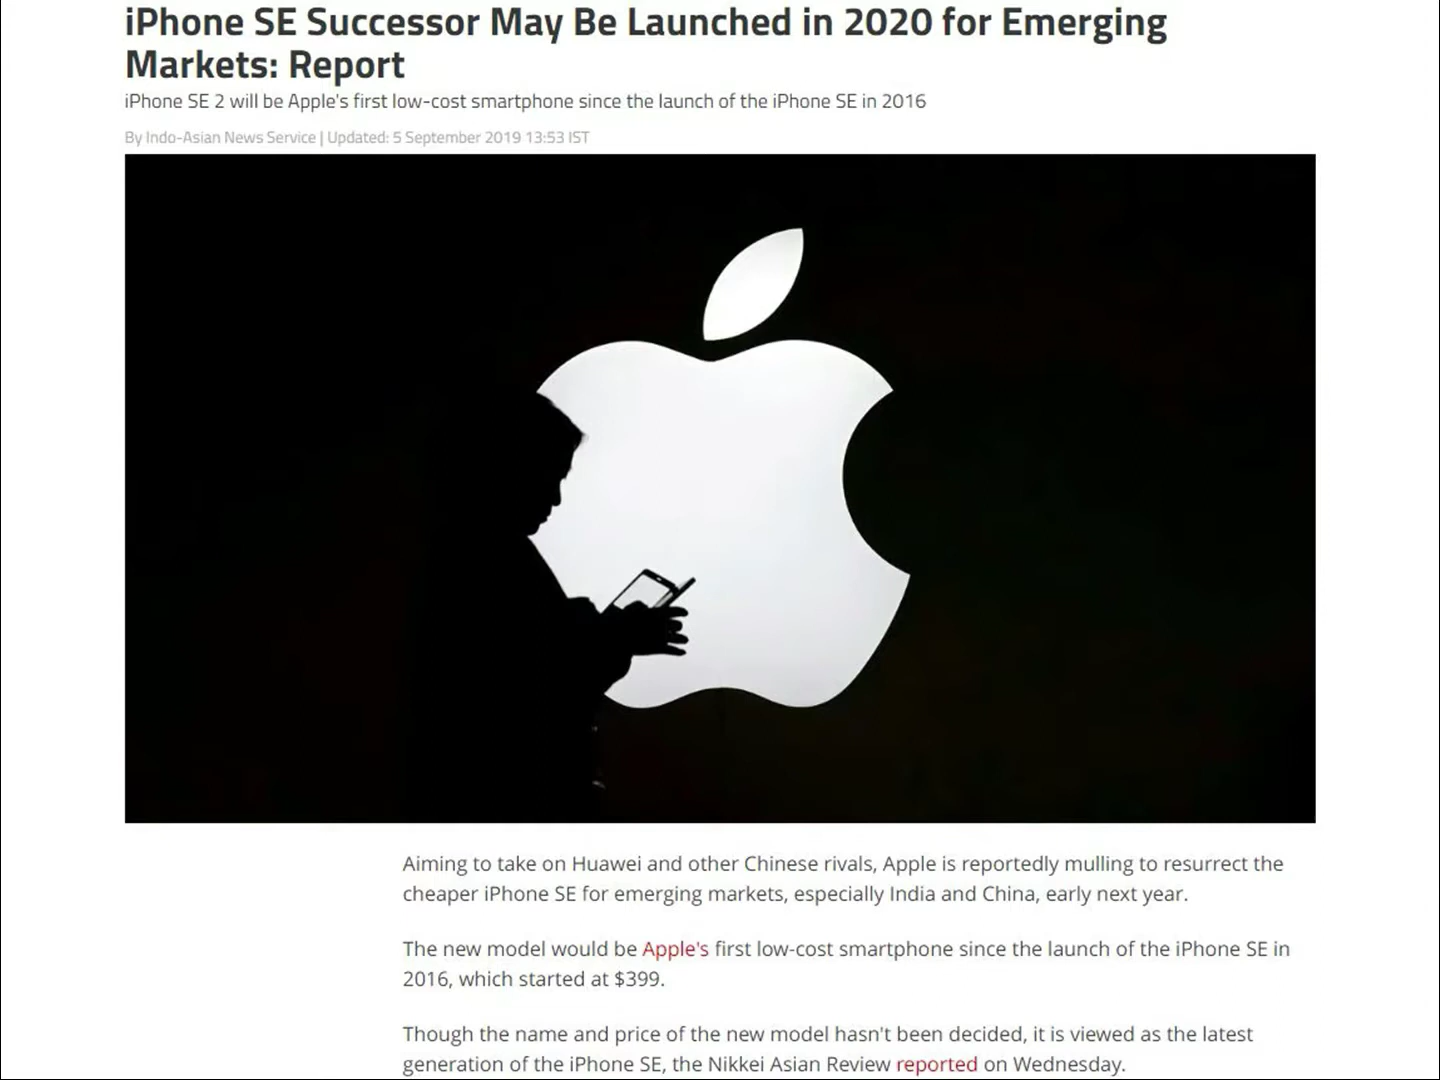 iPhone SE Successor May Be Launched in 2020 for Emerging
Markets: Report
iPhone SE 2 will be Apple's first low-cost smartphone since the launch of the iPhone SE in 2016
By Indo-Asian News Service | Updated: 5 September 2019 13:53 IST
Aiming to take on Huawei and other Chinese rivals, Apple is reportedly mulling to resurrect the
cheaper iPhone SE for emerging markets, especially India and China, early next year.
The new model would be Apple's first low-cost smartphone since the launch of the iPhone SE in
2016, which started at $399.
Though the name and price of the new model hasn't been decided, it is viewed as the latest
generation of the iPhone SE, the Nikkei Asian Review reported on Wednesday.